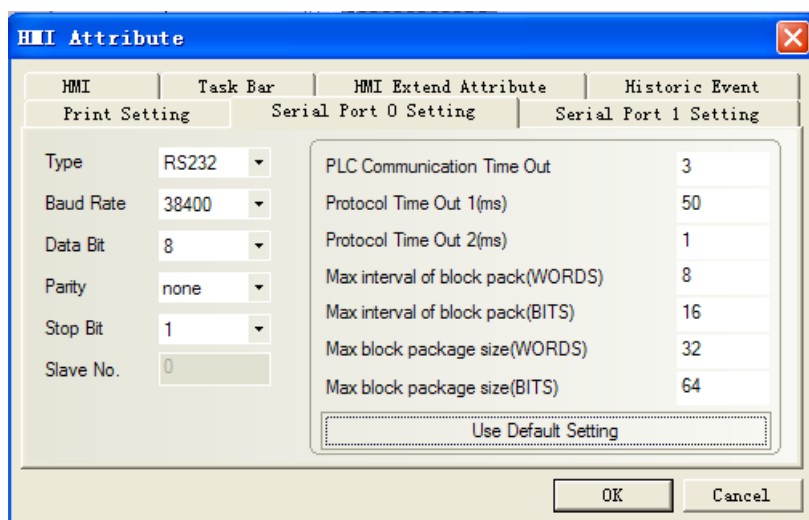 HMI Attribute
HMI Task Bar HMI Extend Attribute Historic Event
Print Setting Serial Port 0 Setting Serial Port 1 Setting
Type RS232 PLC Communication Time Out 3
Baud Rate 38400 Protocol Time Out 1(ms) 50
Data Bit 8 Protocol Time Out 2(ms) 1
Parity none Max interval of block pack(WORDS) 8
Stop Bit 1 Max interval of block pack(BITS) 16
Slave No. 0 Max block package size(WORDS) 32
Max block package size(BITS) 64
Use Default Setting
OK Cancel